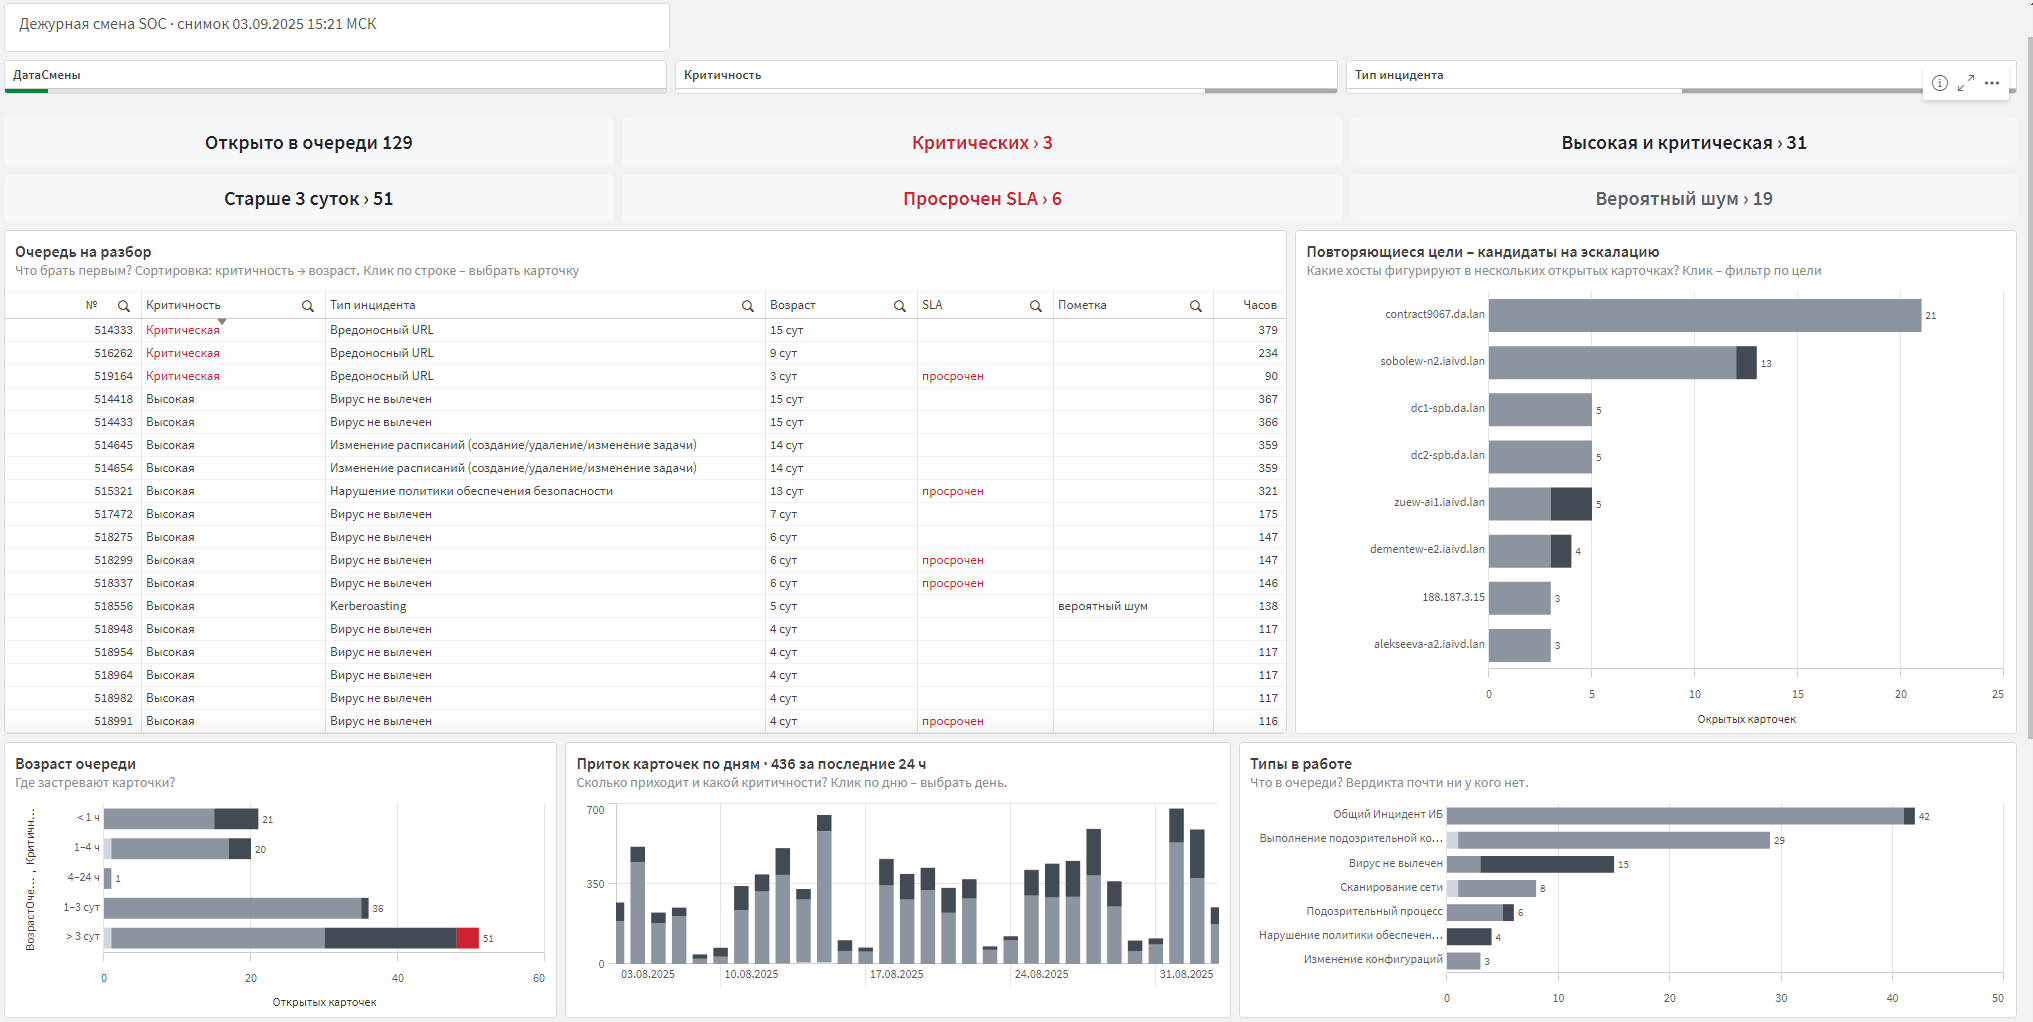 Дежурная смена SOC · снимок 03.09.2025 15:21 МСК
ДатаСмены
Критичность
Тип инцидента
Открыто в очереди 129
Критических › 3
Высокая и критическая › 31
Старше 3 суток › 51
Просрочен SLA › 6
Вероятный шум › 19
Очередь на разбор
Что брать первым? Сортировка: критичность → возраст. Клик по строке – выбрать карточку
№ Критичность Тип инцидента Возраст SLA Пометка Часов
514333 Критическая Вредоносный URL 15 сут 379
516262 Критическая Вредоносный URL 9 сут 234
519164 Критическая Вредоносный URL 3 сут просрочен 90
514418 Высокая Вирус не вылечен 15 сут 367
514433 Высокая Вирус не вылечен 15 сут 366
514645 Высокая Изменение расписаний (создание/удаление/изменение задачи) 14 сут 359
514654 Высокая Изменение расписаний (создание/удаление/изменение задачи) 14 сут 359
515321 Высокая Нарушение политики обеспечения безопасности 13 сут просрочен 321
517472 Высокая Вирус не вылечен 7 сут 175
518275 Высокая Вирус не вылечен 6 сут 147
518299 Высокая Вирус не вылечен 6 сут просрочен 147
518337 Высокая Вирус не вылечен 6 сут просрочен 146
518556 Высокая Kerberoasting 5 сут вероятный шум 138
518948 Высокая Вирус не вылечен 4 сут 117
518954 Высокая Вирус не вылечен 4 сут 117
518964 Высокая Вирус не вылечен 4 сут 117
518982 Высокая Вирус не вылечен 4 сут 117
518991 Высокая Вирус не вылечен 4 сут просрочен 116
Повторяющиеся цели – кандидаты на эскалацию
Какие хосты фигурируют в нескольких открытых карточках? Клик – фильтр по цели
contract9067.da.lan 21
sobolew-n2.iaivd.lan 13
dc1-spb.da.lan 5
dc2-spb.da.lan 5
zuew-ai1.iaivd.lan 5
dementew-e2.iaivd.lan 4
188.187.3.15 3
alekseeva-a2.iaivd.lan 3
0 5 10 15 20 25
Окрытых карточек
Возраст очереди
Где застревают карточки?
ВозрастОче... , Критичн...
< 1 ч 21
1–4 ч 20
4–24 ч 1
1–3 сут 36
> 3 сут 51
0 20 40 60
Открытых карточек
Приток карточек по дням · 436 за последние 24 ч
Сколько приходит и какой критичности? Клик по дню – выбрать день.
700
350
0
03.08.2025 10.08.2025 17.08.2025 24.08.2025 31.08.2025
Типы в работе
Что в очереди? Вердикта почти ни у кого нет.
Общий Инцидент ИБ 42
Выполнение подозрительной ко... 29
Вирус не вылечен 15
Сканирование сети 8
Подозрительный процесс 6
Нарушение политики обеспечен... 4
Изменение конфигураций 3
0 10 20 30 40 50